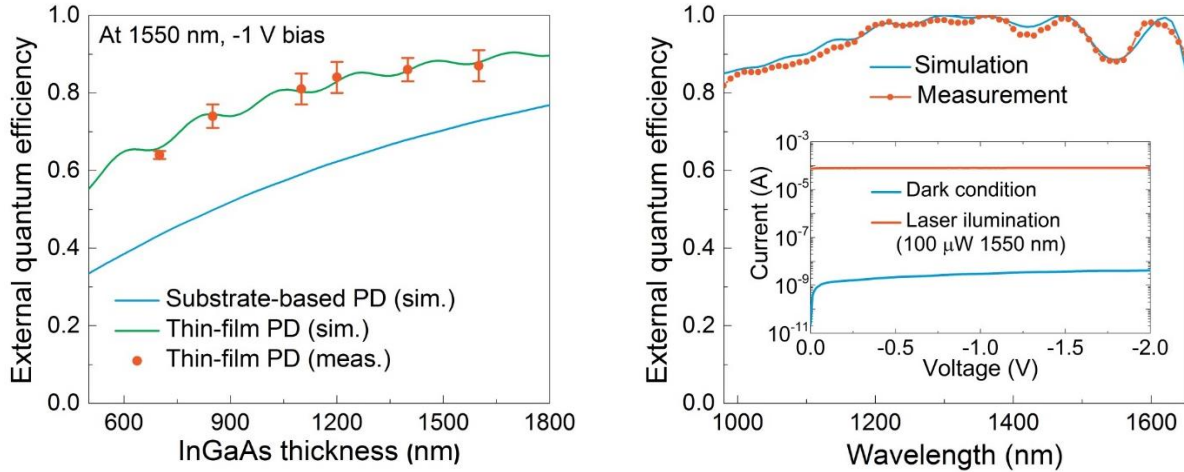 External quantum efficiency
1.0
0.8
0.6
0.4
0.2
0.0
At 1550 nm, -1 V bias
Substrate-based PD (sim.)
Thin-film PD (sim.)
Thin-film PD (meas.)
600 900 1200 1500 1800
InGaAs thickness (nm)
External quantum efficiency
1.0
0.8
0.6
0.4
0.2
0.0
Simulation
Measurement
Current (A)
10⁻³
10⁻⁵
10⁻⁷
10⁻⁹
10⁻¹¹
Dark condition
Laser ilumination
(100 μW 1550 nm)
0.0 -0.5 -1.0 -1.5 -2.0
Voltage (V)
1000 1200 1400 1600
Wavelength (nm)